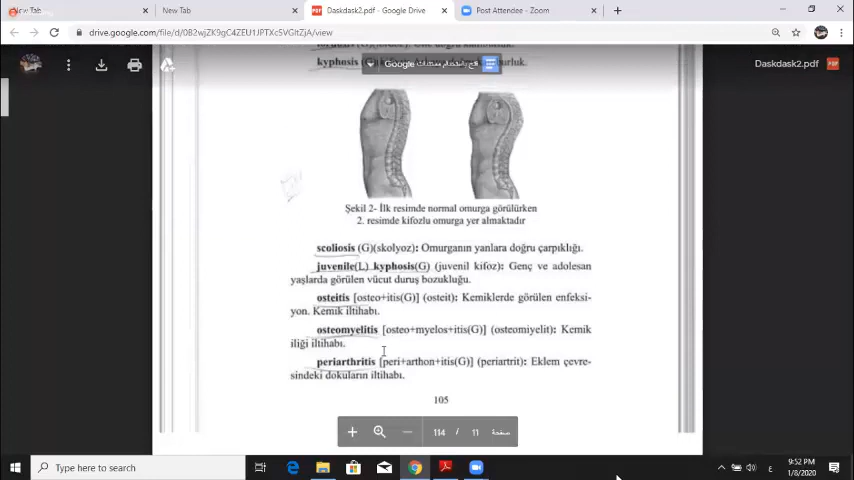 New Tab
New Tab
Daskdask2.pdf - Google Drive
Post Attendee - Zoom
drive.google.com/file/d/0B2wjZK9gC4ZEU1JPTXc5VGltZjA/view
Daskdask2.pdf
kyphosis
Google
Şekil 2- İlk resimde normal omurga görülürken
2. resimde kifozlu omurga yer almaktadır
scoliosis (G)(skolyoz): Omurganın yanlara doğru çarpıklığı.
juvenile(L) kyphosis(G) (juvenil kifoz): Genç ve adolesan
yaşlarda görülen vücut duruş bozukluğu.
osteitis [osteo+itis(G)] (osteit): Kemiklerde görülen enfeksi-
yon. Kemik iltihabı.
osteomyelitis [osteo+myelos+itis(G)] (osteomiyelit): Kemik
iliği iltihabı.
periarthritis [peri+arthon+itis(G)] (periartrit): Eklem çevre-
sindeki dokuların iltihabı.
105
114 / 11 صفحة
Type here to search
ع
9:52 PM
1/8/2020